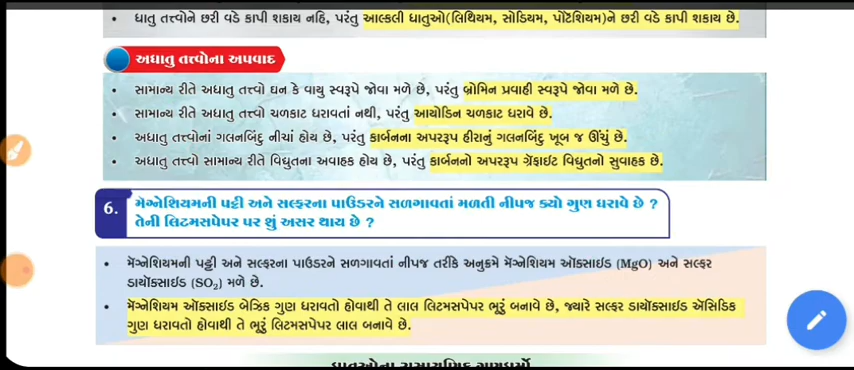 ધાતુ તત્ત્વોને છરી વડે કાપી શકાય નહિ, પરંતુ આલ્કલી ધાતુઓ(લિથિયમ, સોડિયમ, પોટૅશિયમ)ને છરી વડે કાપી શકાય છે.
અધાતુ તત્ત્વોના અપવાદ
સામાન્ય રીતે અધાતુ તત્ત્વો ઘન કે વાયુ સ્વરૂપે જોવા મળે છે, પરંતુ બ્રોમિન પ્રવાહી સ્વરૂપે જોવા મળે છે.
સામાન્ય રીતે અધાતુ તત્ત્વો ચળકાટ ધરાવતાં નથી, પરંતુ આયોડિન ચળકાટ ધરાવે છે.
અધાતુ તત્ત્વોનાં ગલનબિંદુ નીચાં હોય છે, પરંતુ કાર્બનના અપરરૂપ હીરાનું ગલનબિંદુ ખૂબ જ ઊંચું છે.
અધાતુ તત્ત્વો સામાન્ય રીતે વિદ્યુતના અવાહક હોય છે, પરંતુ કાર્બનનો અપરરૂપ ગ્રૅફાઇટ વિદ્યુતનો સુવાહક છે.
6. મૅગ્નેશિયમની પટ્ટી અને સલ્ફરના પાઉડરને સળગાવતાં મળતી નીપજ ક્યો ગુણ ધરાવે છે ?
તેની લિટમસપેપર પર શું અસર થાય છે ?
મૅગ્નેશિયમની પટ્ટી અને સલ્ફરના પાઉડરને સળગાવતાં નીપજ તરીકે અનુક્રમે મૅગ્નેશિયમ ઑક્સાઇડ (MgO) અને સલ્ફર
ડાયૉક્સાઇડ (SO₂) મળે છે.
મૅગ્નેશિયમ ઑક્સાઇડ બેઝિક ગુણ ધરાવતો હોવાથી તે લાલ લિટમસપેપર ભૂરું બનાવે છે, જ્યારે સલ્ફર ડાયૉક્સાઇડ ઍસિડિક
ગુણ ધરાવતો હોવાથી તે ભૂરું લિટમસપેપર લાલ બનાવે છે.
ધાતુઓના રાસાયણિક ગુણધર્મો